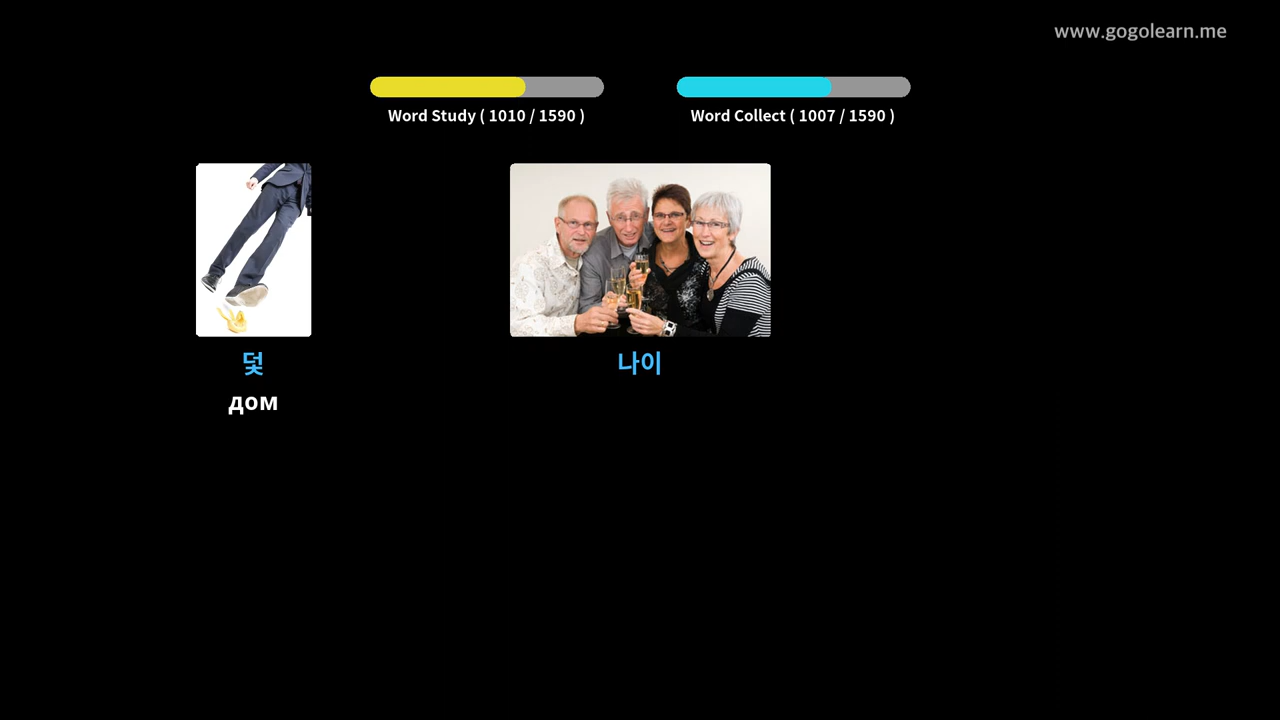 www.gogolearn.me
Word Study ( 1010 / 1590 )
Word Collect ( 1007 / 1590 )
덫
나이
дом